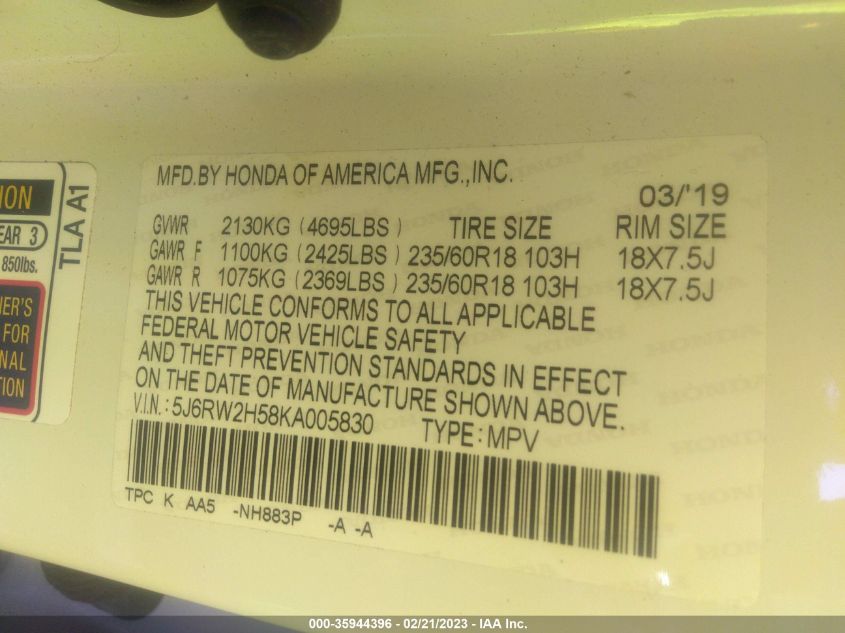 MFD.BY HONDA OF AMERICA MFG.,INC.
03/'19
GVWR 2130KG (4695LBS) TIRE SIZE RIM SIZE
GAWR F 1100KG (2425LBS) 235/60R18 103H 18X7.5J
GAWR R 1075KG (2369LBS) 235/60R18 103H 18X7.5J
THIS VEHICLE CONFORMS TO ALL APPLICABLE
FEDERAL MOTOR VEHICLE SAFETY
AND THEFT PREVENTION STANDARDS IN EFFECT
ON THE DATE OF MANUFACTURE SHOWN ABOVE.
V.I.N.: 5J6RW2H58KA005830 TYPE: MPV
TPC K AA5 -NH883P -A -A
ION
EAR 3
850lbs.
TLA A1
NER'S
FOR
NAL
TION
000-35944396 - 02/21/2023 - IAA Inc.